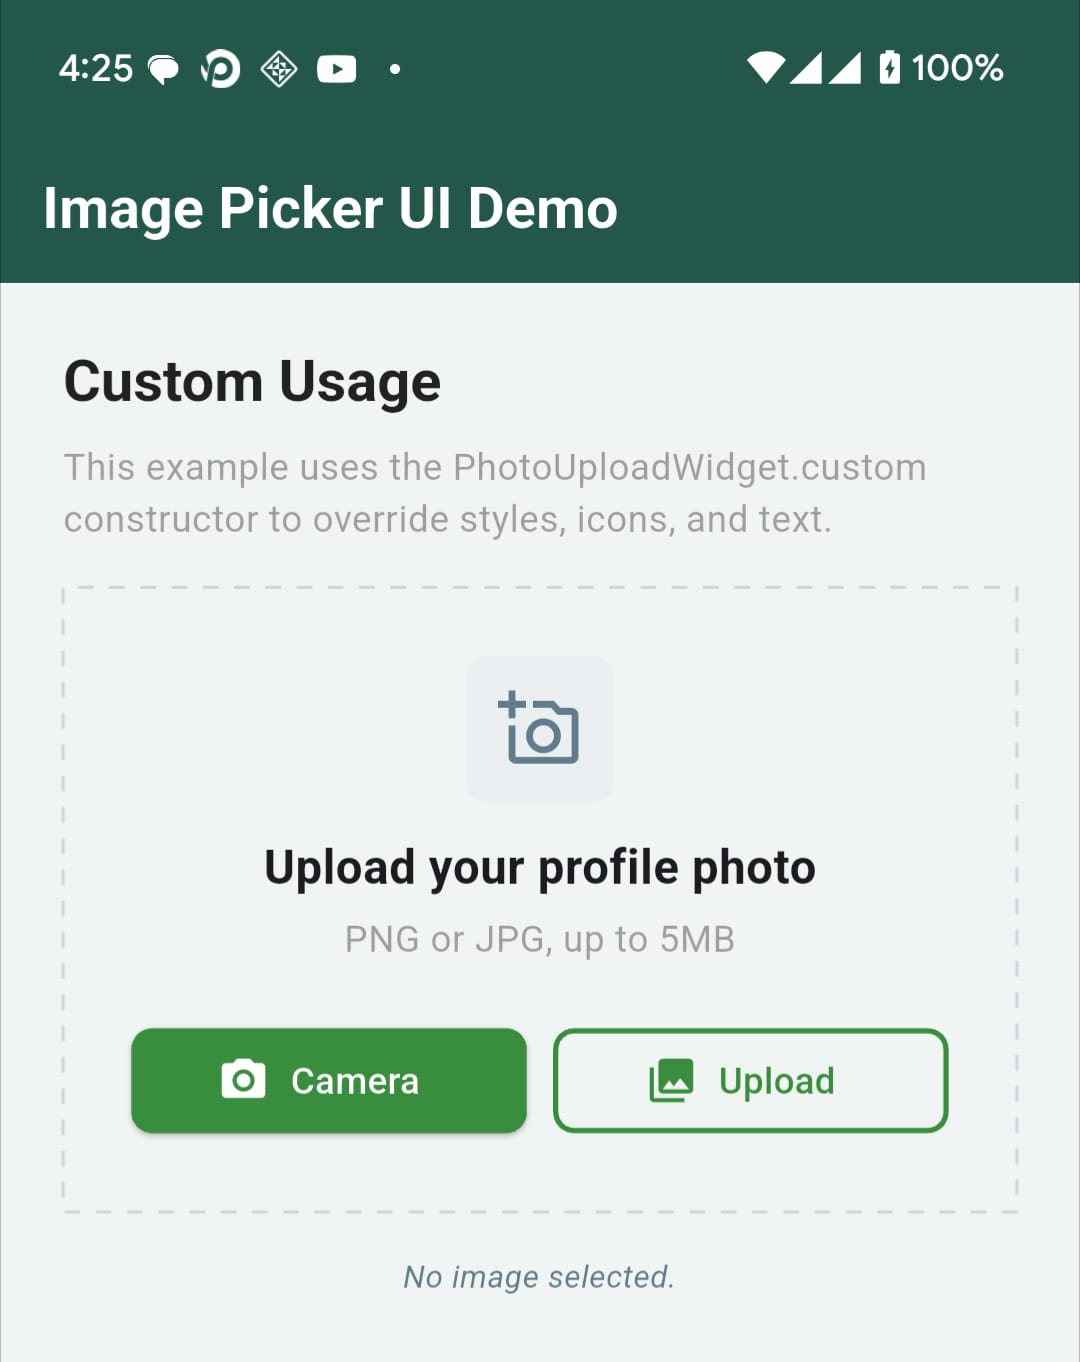 4:25
100%
Image Picker UI Demo
Custom Usage
This example uses the PhotoUploadWidget.custom
constructor to override styles, icons, and text.
Upload your profile photo
PNG or JPG, up to 5MB
Camera
Upload
No image selected.